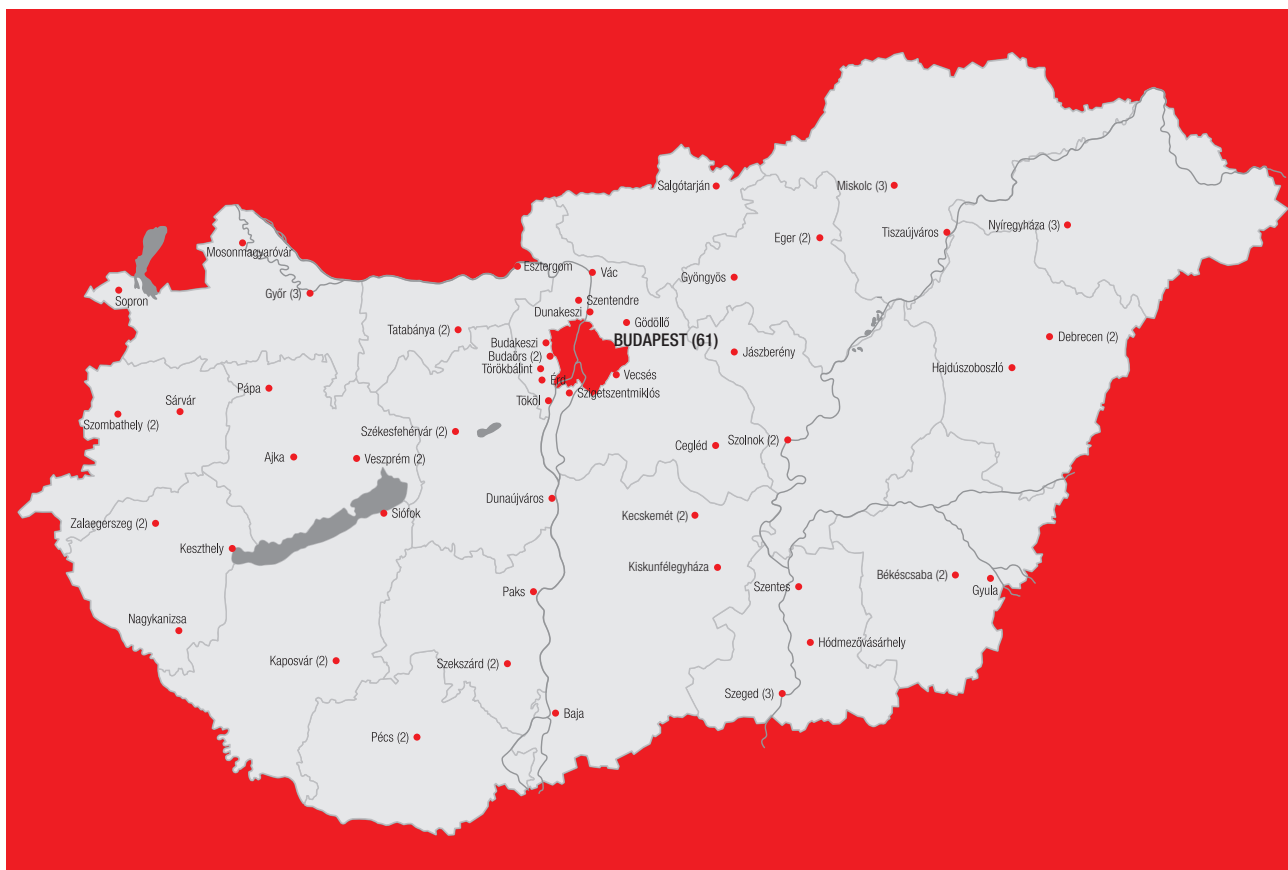 Salgótarján
Miskolc (3)
Nyíregyháza (3)
Tiszaújváros
Eger (2)
Mosonmagyaróvár
Esztergom
Vác
Gyöngyös
Sopron
Győr (3)
Szentendre
Dunakeszi
Gödöllő
Tatabánya (2)
BUDAPEST (61)
Debrecen (2)
Budakeszi
Jászberény
Budaőrs (2)
Törökbálint
Hajdúszoboszló
Vecsés
Érd
Pápa
Szigetszentmiklós
Tököl
Sárvár
Szombathely (2)
Székesfehérvár (2)
Szolnok (2)
Cegléd
Ajka
Veszprém (2)
Dunaújváros
Siófok
Kecskemét (2)
Zalaegerszeg (2)
Keszthely
Kiskunfélegyháza
Békéscsaba (2)
Gyula
Szentes
Paks
Nagykanizsa
Hódmezővásárhely
Kaposvár (2)
Szekszárd (2)
Szeged (3)
Baja
Pécs (2)